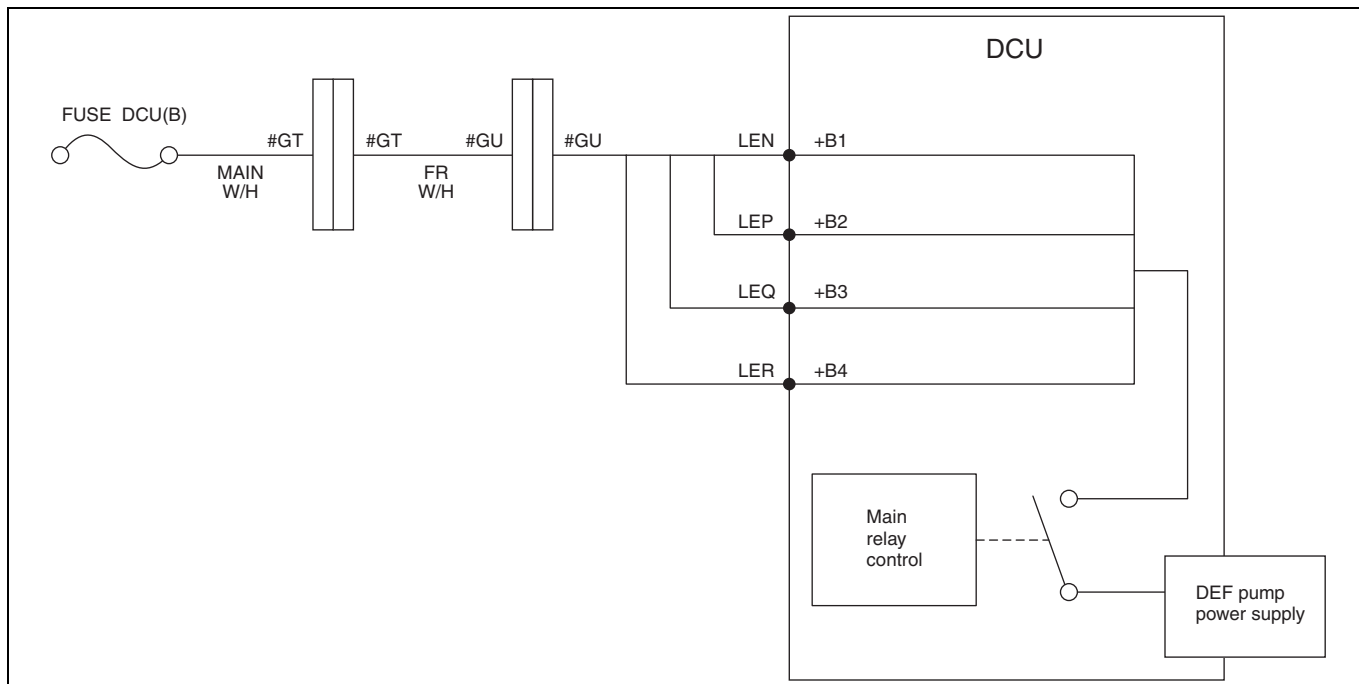 DCU
FUSE DCU(B)
#GT
#GT
#GU
#GU
MAIN
W/H
FR
W/H
LEN
+B1
LEP
+B2
LEQ
+B3
LER
+B4
Main
relay
control
DEF pump
power supply